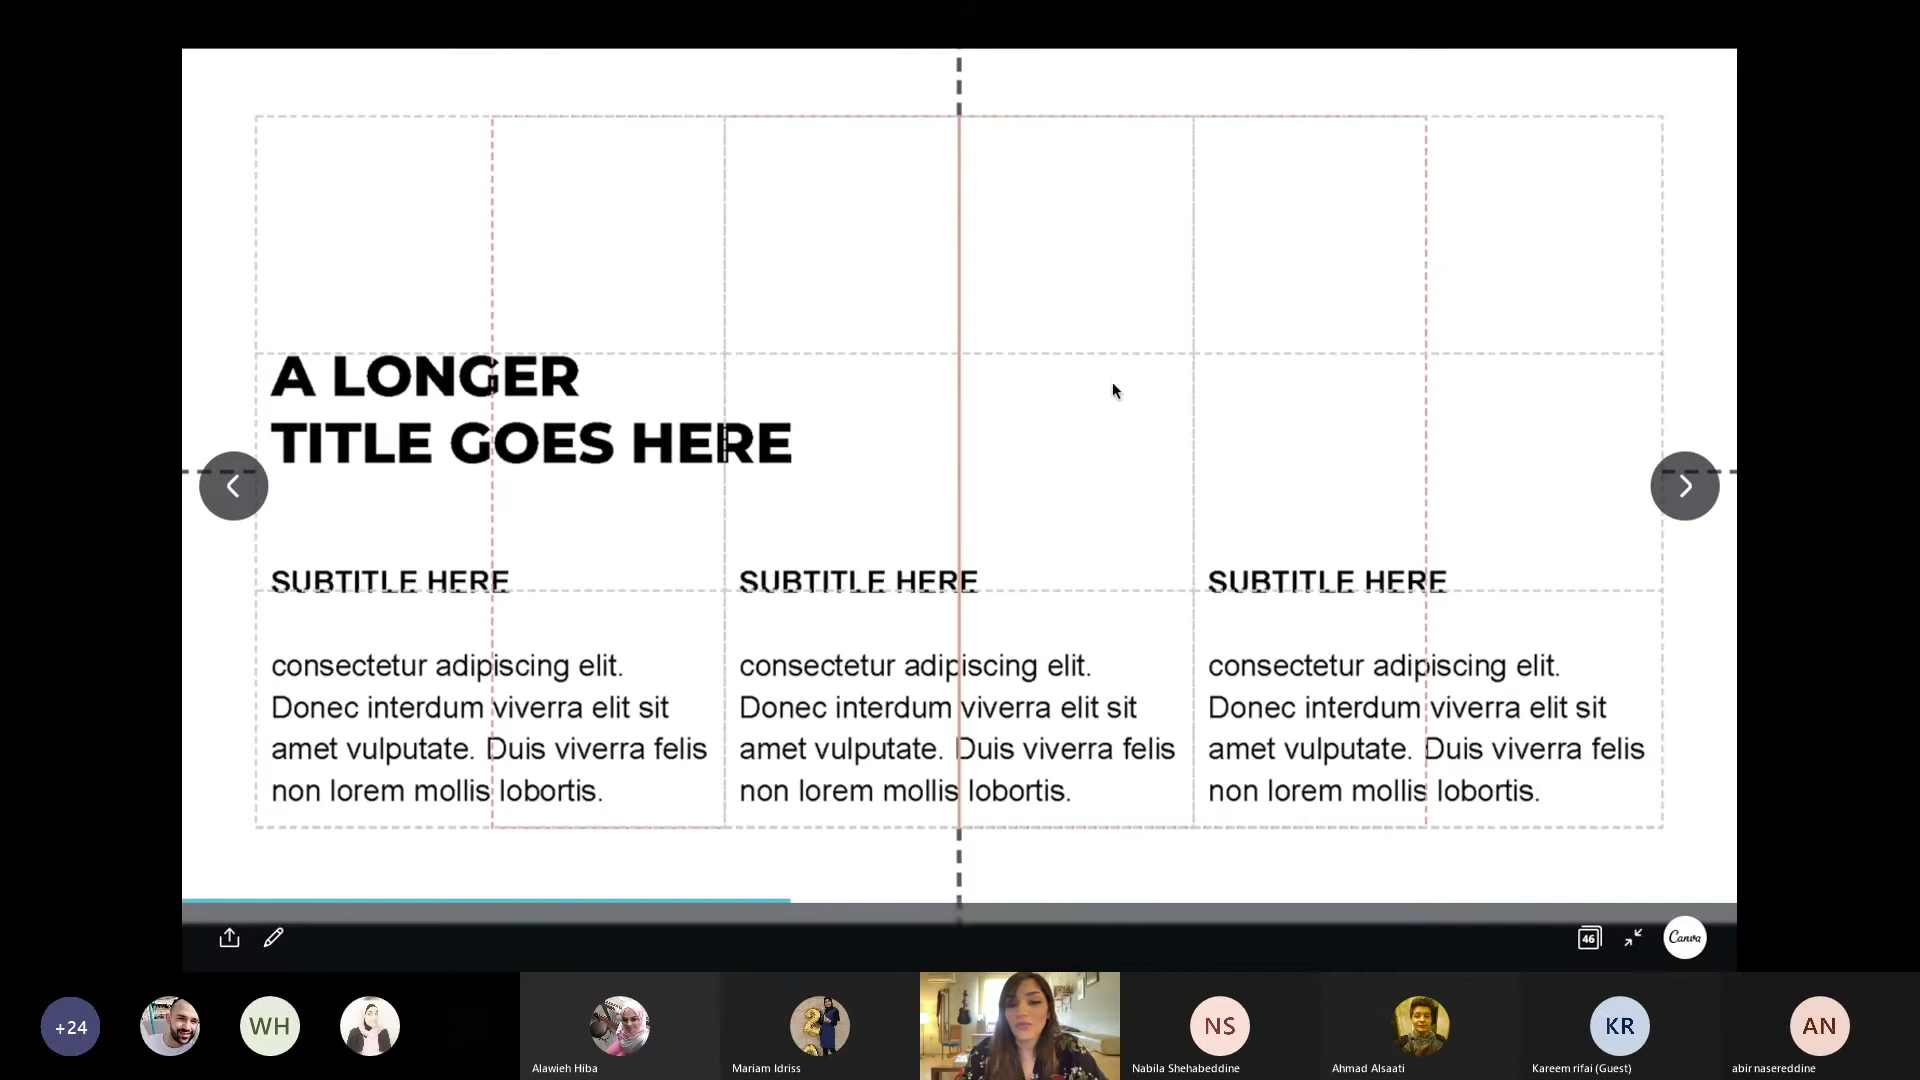 A LONGER
TITLE GOES HERE
SUBTITLE HERE
SUBTITLE HERE
SUBTITLE HERE
consectetur adipiscing elit.
Donec interdum viverra elit sit
amet vulputate. Duis viverra felis
non lorem mollis lobortis.
consectetur adipiscing elit.
Donec interdum viverra elit sit
amet vulputate. Duis viverra felis
non lorem mollis lobortis.
consectetur adipiscing elit.
Donec interdum viverra elit sit
amet vulputate. Duis viverra felis
non lorem mollis lobortis.
46
Canva
+24
WH
2
NS
KR
AN
Alawieh Hiba
Mariam Idriss
Nabila Shehabeddine
Ahmad Alsaati
Kareem rifai (Guest)
abir nasereddine